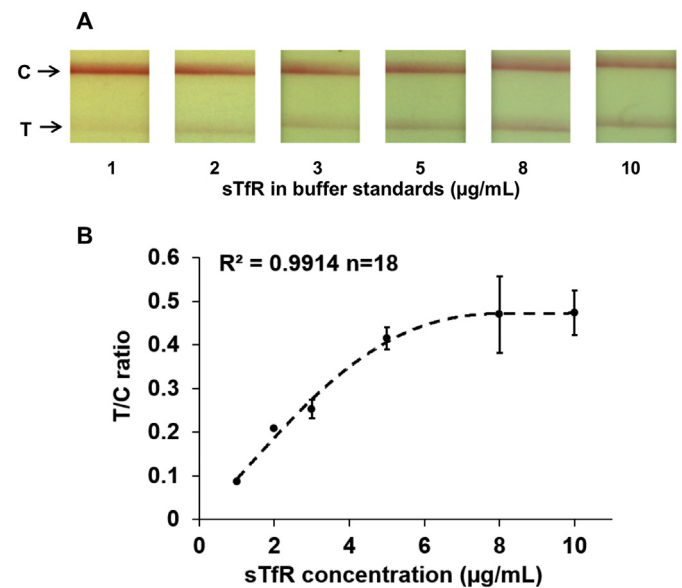 A
C →
T →
1 2 3 5 8 10
sTfR in buffer standards (µg/mL)
B
R² = 0.9914 n=18
0.6
0.5
0.4
0.3
0.2
0.1
0
T/C ratio
0 2 4 6 8 10
sTfR concentration (µg/mL)